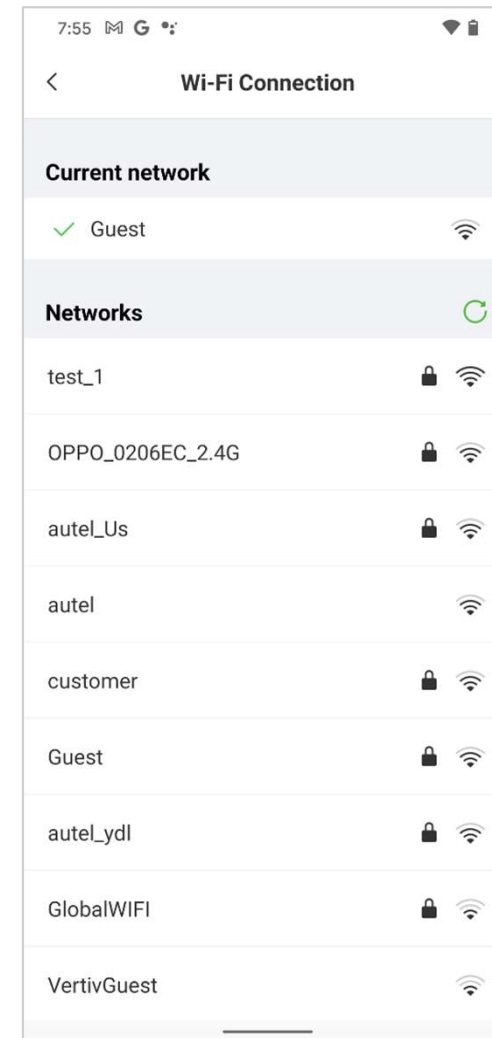 7:55 G
Wi-Fi Connection
Current network
Guest
Networks
test_1
OPPO_0206EC_2.4G
autel_Us
autel
customer
Guest
autel_ydl
GlobalWIFI
VertivGuest